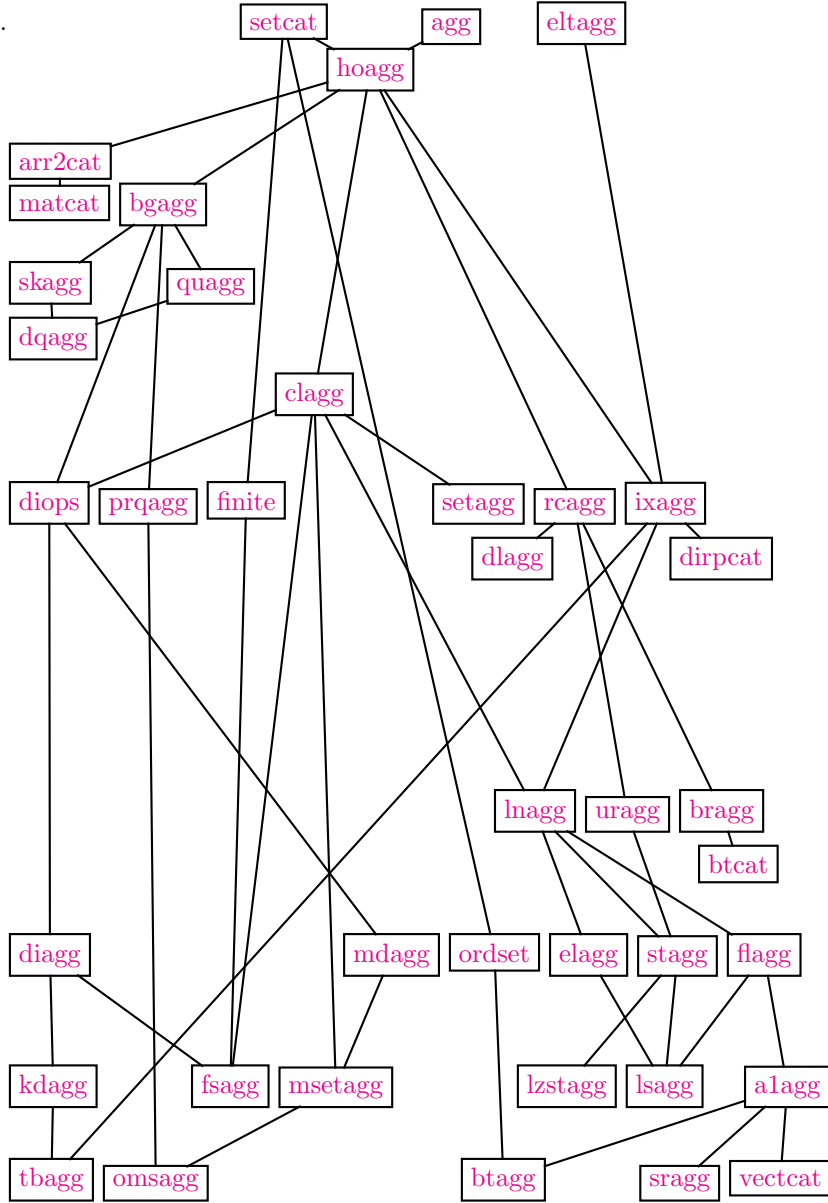 .
setcat
agg
eltagg
hoagg
arr2cat
matcat
bgagg
skagg
quagg
dqagg
clagg
diops
prqagg
finite
setagg
rcagg
ixagg
dlagg
dirpcat
lnagg
uragg
bragg
btcat
diagg
mdagg
ordset
elagg
stagg
flagg
kdagg
fsagg
msetagg
lzstagg
lsagg
a1agg
tbagg
omsagg
btagg
sragg
vectcat